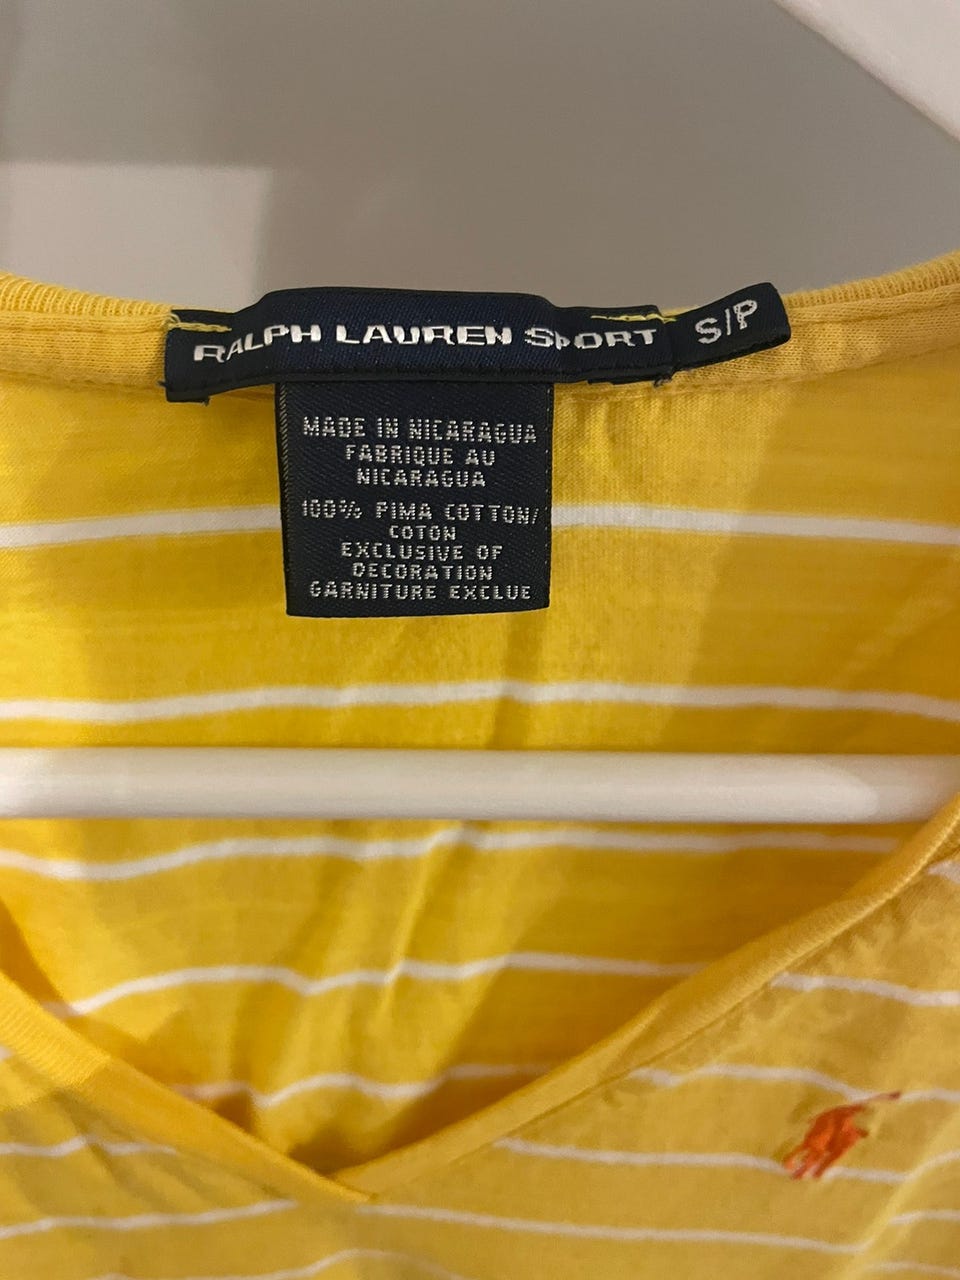 RALPH LAUREN SPORT
S/P
MADE IN NICARAGUA
FABRIQUE AU
NICARAGUA
100% PIMA COTTON/
COTON
EXCLUSIVE OF
DECORATION
GARNITURE EXCLUE